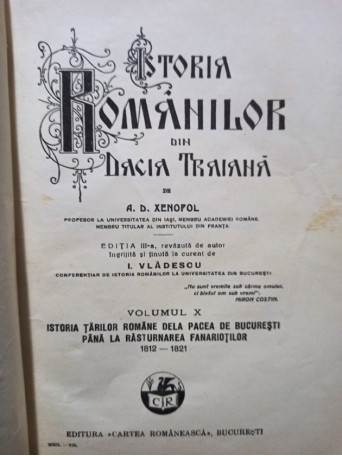 ISTORIA
ROMÂNILOR
DIN
DACIA TRAIANĂ
DE
A. D. XENOPOL
PROFESOR LA UNIVERSITATEA DIN IAȘI, MEMBRU ACADEMIEI ROMÂNE,
MEMBRU TITULAR AL INSTITUTULUI DIN FRANȚA
EDIȚIA III-a, revăzută de autor
îngrijită și ținută la curent de
I. VLĂDESCU
CONFERENȚIAR DE ISTORIA ROMÂNILOR LA UNIVERSITATEA DIN BUCUREȘTI
„Nu sunt vremile sub cârma omului,
ci bietul om sub vremi".
MIRON COSTIN.
VOLUMUL X
ISTORIA ȚĂRILOR ROMÂNE DELA PACEA DE BUCUREȘTI
PÂNĂ LA RĂSTURNAREA FANARIOȚILOR
1812 — 1821
CR
EDITURA «CARTEA ROMÂNEASCĂ», BUCUREȘTI